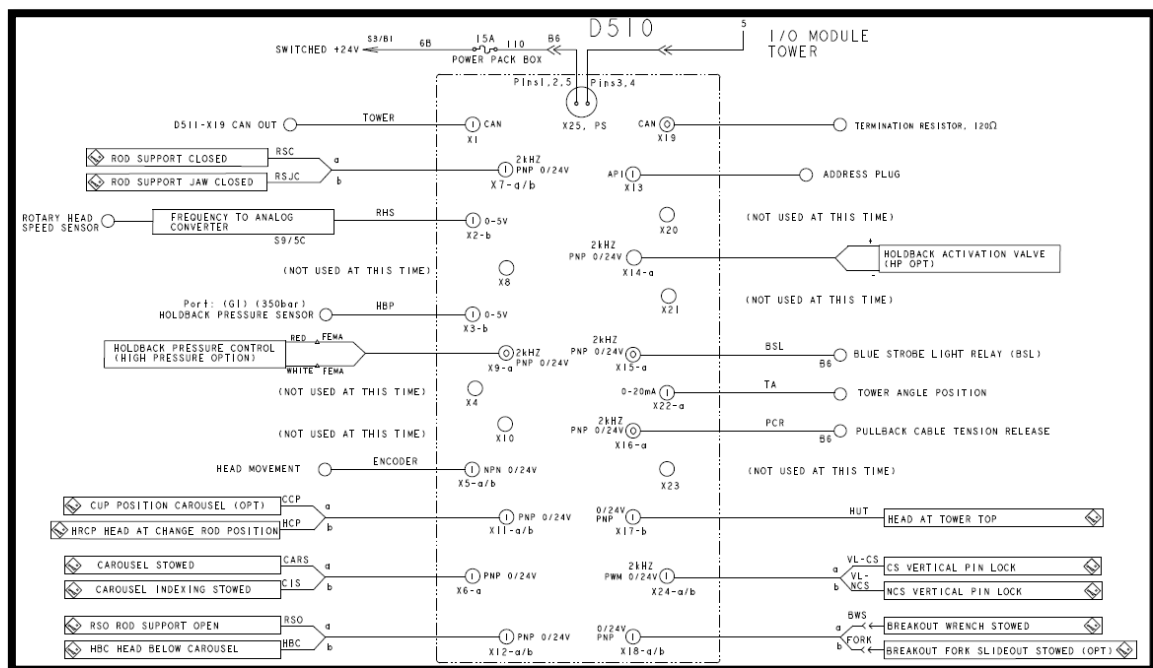 D510
5
I/O MODULE
TOWER
SWITCHED +24V
S3/B1
6B
15A
110
B6
POWER PACK BOX
Pins1,2,5
Pins3,4
X25, PS
D511-X19 CAN OUT
TOWER
CAN
X1
CAN
X19
TERMINATION RESISTOR, 120Ω
ROD SUPPORT CLOSED
RSC
a
ROD SUPPORT JAW CLOSED
RSJC
b
2kHZ
PNP 0/24V
X7-a/b
API
X13
ADDRESS PLUG
ROTARY HEAD
SPEED SENSOR
FREQUENCY TO ANALOG
CONVERTER
S9/5C
RHS
0-5V
X2-b
X20
(NOT USED AT THIS TIME)
(NOT USED AT THIS TIME)
X8
2kHZ
PNP 0/24V
X14-a
+
-
HOLDBACK ACTIVATION VALVE
(HP OPT)
X21
(NOT USED AT THIS TIME)
Port: (G1) (350bar)
HOLDBACK PRESSURE SENSOR
HBP
0-5V
X3-b
HOLDBACK PRESSURE CONTROL
(HIGH PRESSURE OPTION)
RED
FEMA
WHITE
FEMA
2kHZ
PNP 0/24V
X9-a
2kHZ
PNP 0/24V
X15-a
BSL
B6
BLUE STROBE LIGHT RELAY (BSL)
(NOT USED AT THIS TIME)
X4
0-20mA
X22-a
TA
TOWER ANGLE POSITION
(NOT USED AT THIS TIME)
X10
2kHZ
PNP 0/24V
X16-a
PCR
B6
PULLBACK CABLE TENSION RELEASE
HEAD MOVEMENT
ENCODER
NPN 0/24V
X5-a/b
X23
(NOT USED AT THIS TIME)
CUP POSITION CAROUSEL (OPT)
CCP
a
HRCP HEAD AT CHANGE ROD POSITION
HCP
b
PNP 0/24V
X11-a/b
0/24V
PNP
X17-b
HUT
HEAD AT TOWER TOP
CAROUSEL STOWED
CARS
a
CAROUSEL INDEXING STOWED
CIS
b
PNP 0/24V
X6-a
2kHZ
PWM 0/24V
X24-a/b
a
VL-CS
CS VERTICAL PIN LOCK
b
VL-
NCS
NCS VERTICAL PIN LOCK
RSO ROD SUPPORT OPEN
RSO
a
HBC HEAD BELOW CAROUSEL
HBC
b
PNP 0/24V
X12-a/b
0/24V
PNP
X18-a/b
a
BWS
BREAKOUT WRENCH STOWED
b
FORK
BREAKOUT FORK SLIDEOUT STOWED (OPT)